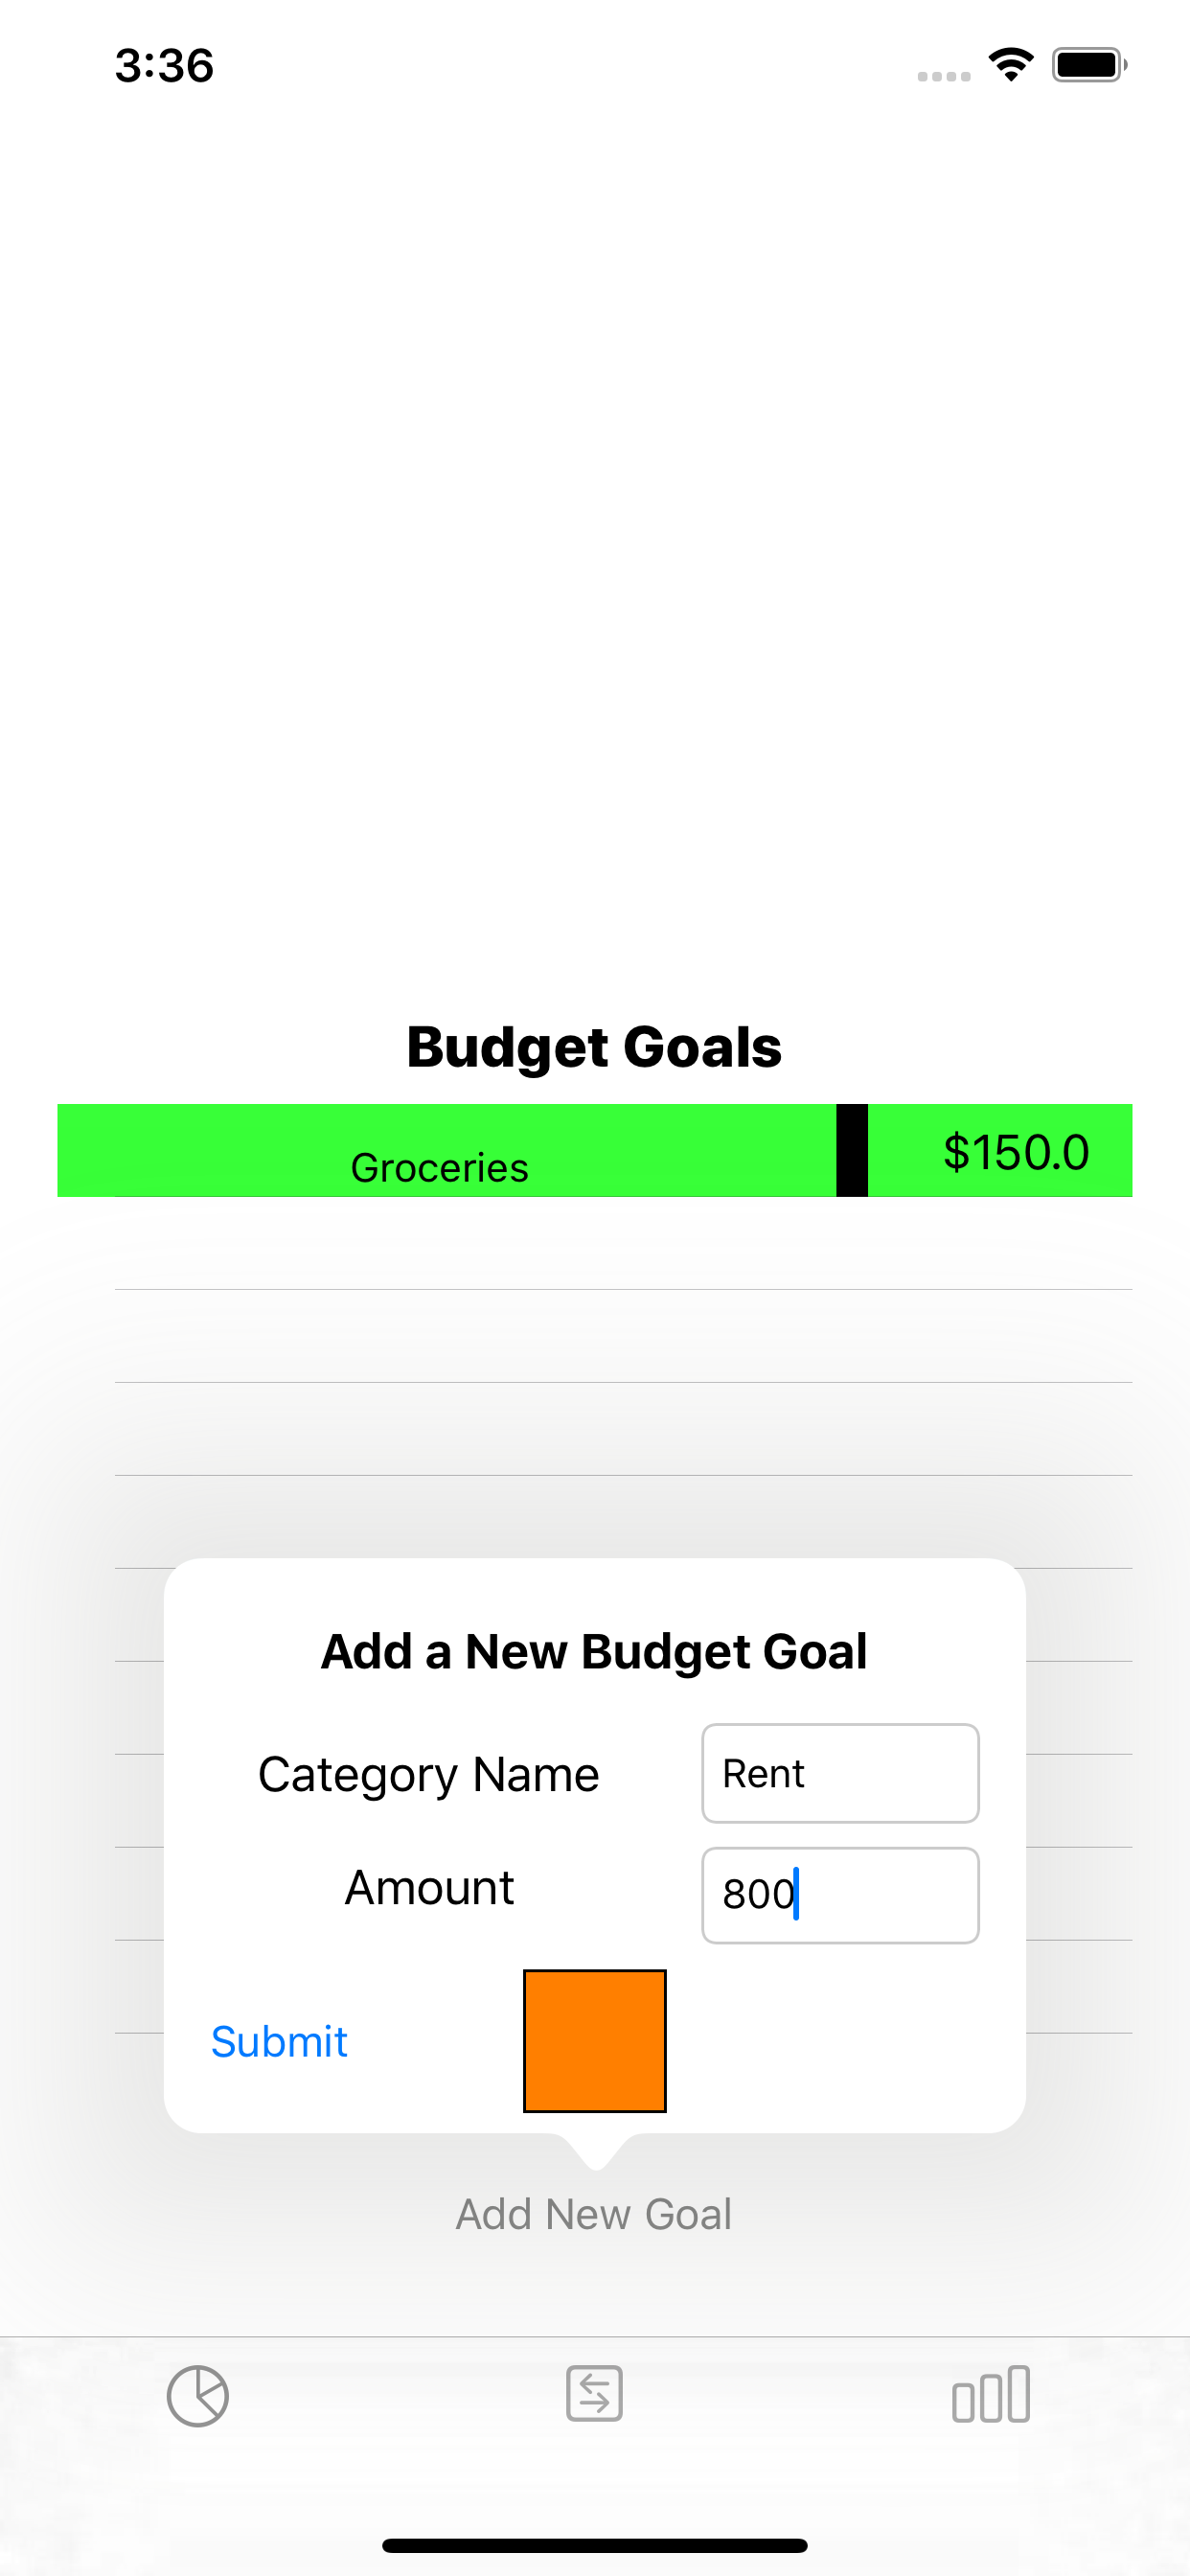 3:36
Budget Goals
Groceries $150.0
Add a New Budget Goal
Category Name Rent
Amount 800
Submit
Add New Goal